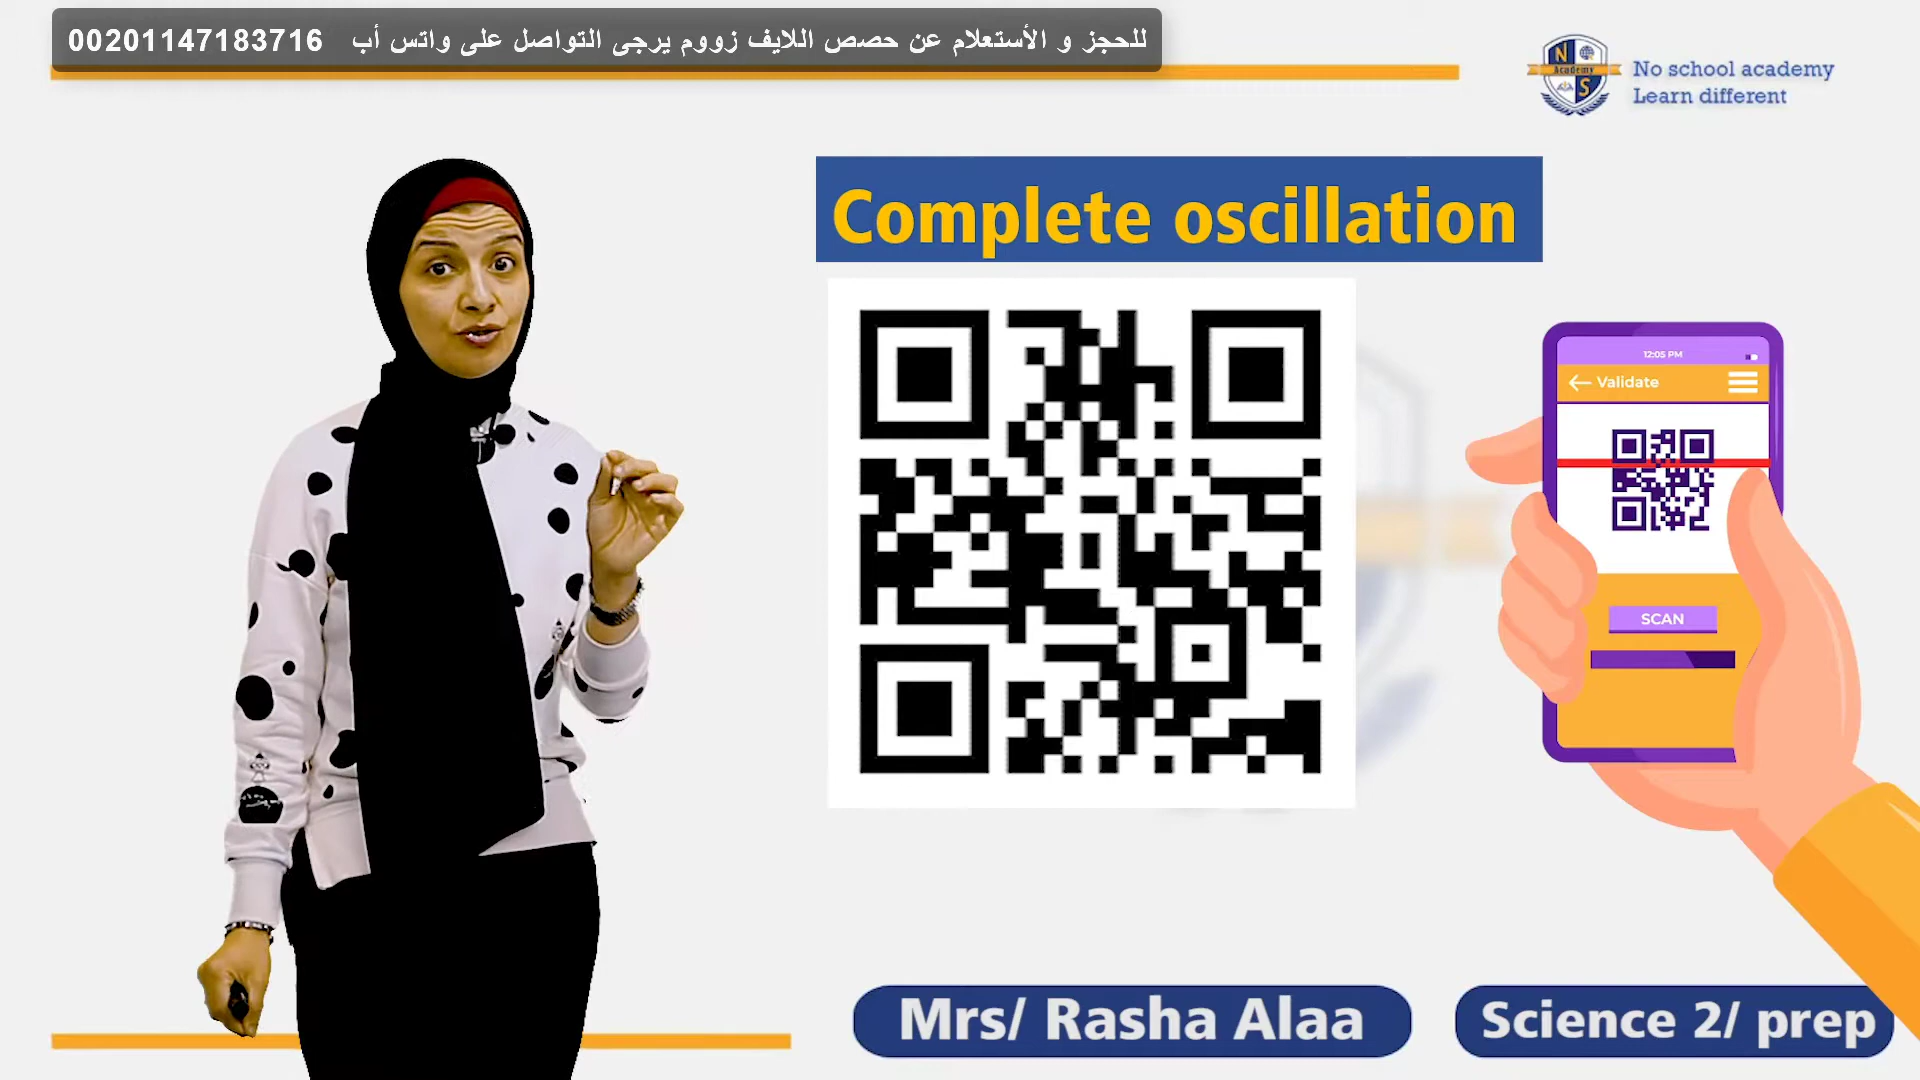 للحجز و الأستعلام عن حصص اللايف زووم يرجى التواصل على واتس أب 00201147183716
N
Academy
S
No school academy
Learn different
Complete oscillation
12:05 PM
Validate
SCAN
Mrs/ Rasha Alaa
Science 2/ prep